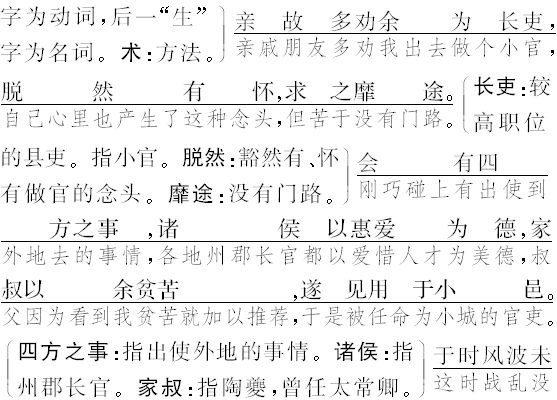 字为动词，后一“生”
字为名词。术：方法。
亲故多劝余为长吏，
亲戚朋友多劝我出去做个小官，
脱然有怀，求之靡途。
自己心里也产生了这种念头，但苦于没有门路。
长吏：较
高职位
的县吏。指小官。脱然：豁然有、怀
有做官的念头。靡途：没有门路。
会有四
刚巧碰上有出使到
方之事，诸侯以惠爱为德，家
外地去的事情，各地州郡长官都以爱惜人才为美德，叔
叔以余贫苦，遂见用于小邑。
父因为看到我贫苦就加以推荐，于是被任命为小城的官吏。
四方之事：指出使外地的事情。诸侯：指
州郡长官。家叔：指陶夔，曾任太常卿。
于时风波未
这时战乱没